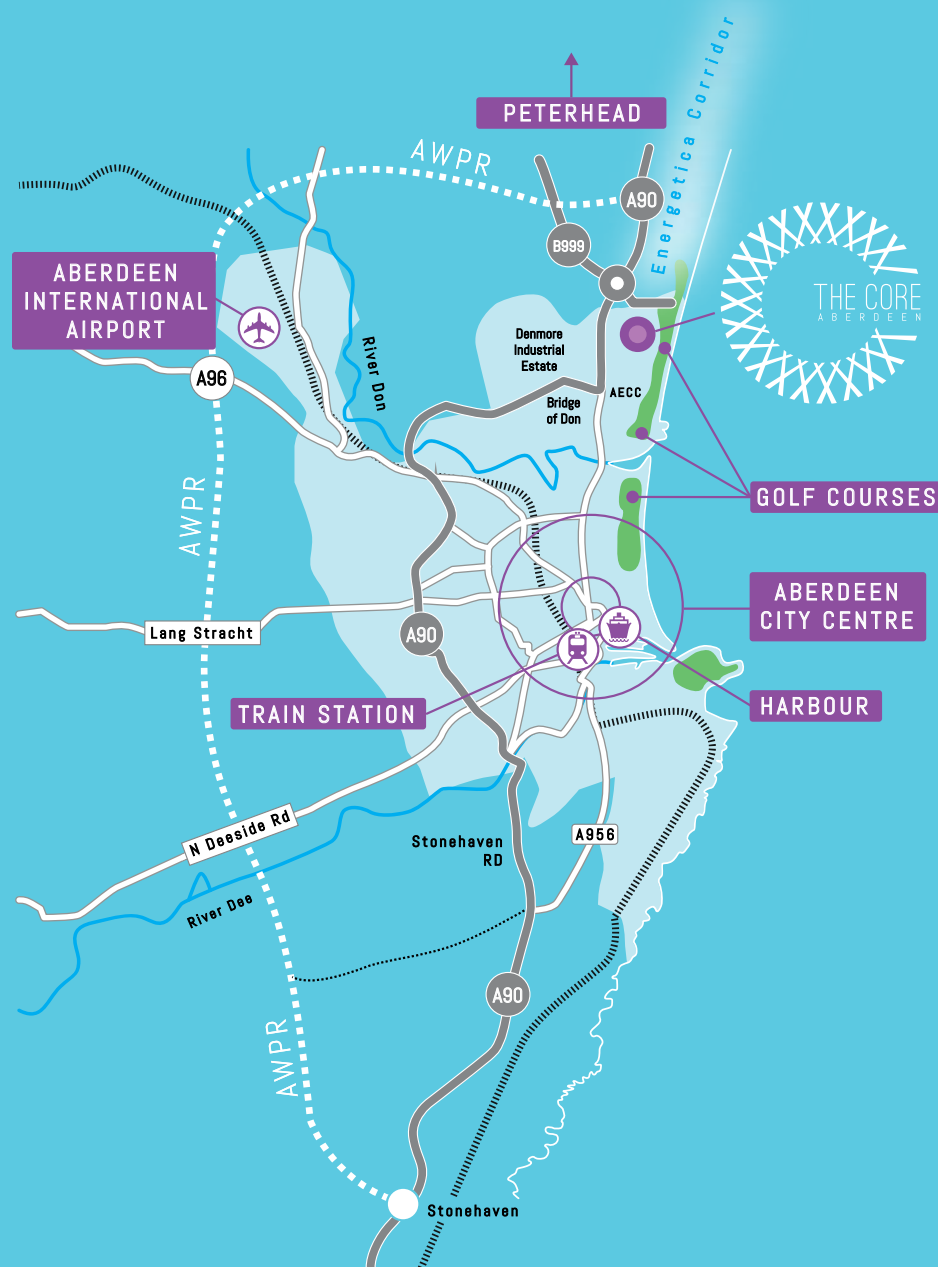 Energetica Corridor
PETERHEAD
AWPR
A90
B999
ABERDEEN
INTERNATIONAL
AIRPORT
THE CORE
ABERDEEN
River Don
Denmore
Industrial
Estate
A96
AECC
Bridge
of Don
AWPR
GOLF COURSES
ABERDEEN
CITY CENTRE
Lang Stracht
A90
HARBOUR
TRAIN STATION
N Deeside Rd
A956
Stonehaven
RD
River Dee
A90
AWPR
Stonehaven